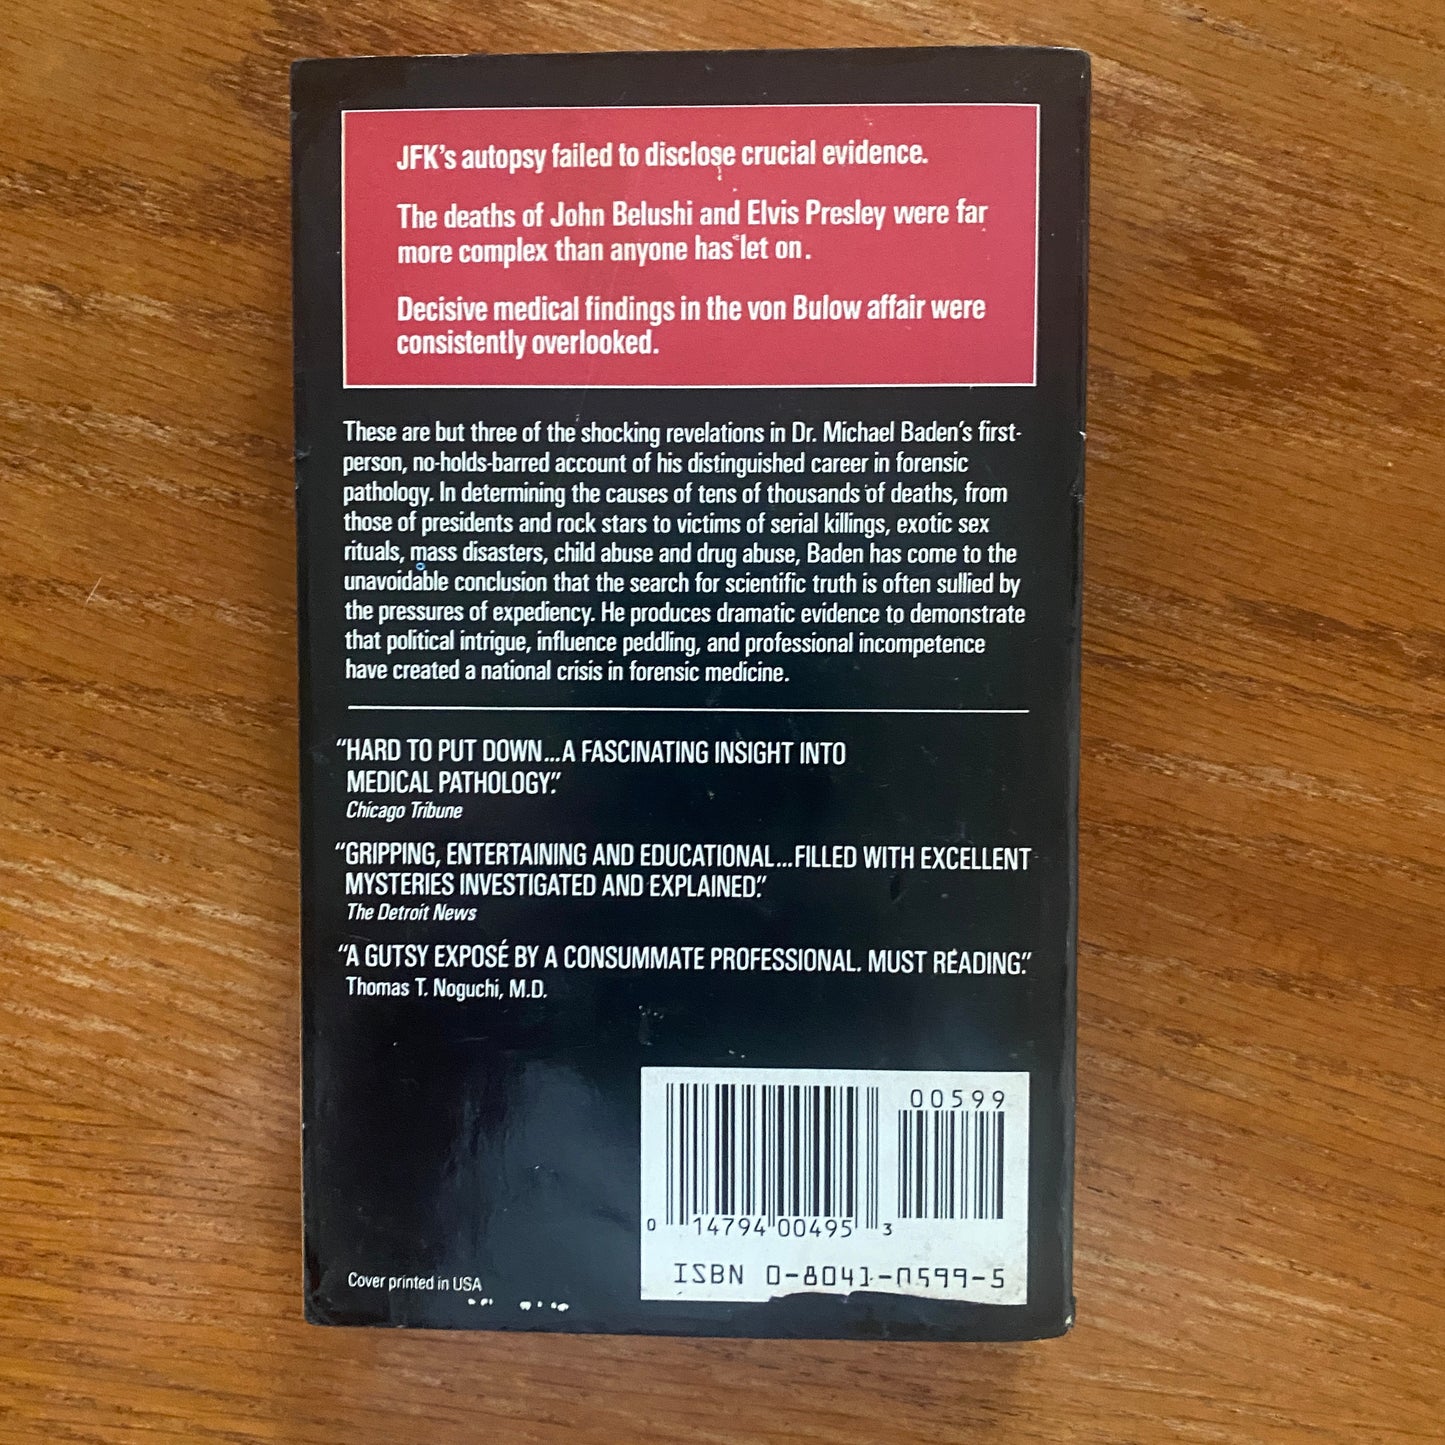 JFK's autopsy failed to disclose crucial evidence.
The deaths of John Belushi and Elvis Presley were far
more complex than anyone has let on.
Decisive medical findings in the von Bulow affair were
consistently overlooked.
These are but three of the shocking revelations in Dr. Michael Baden's first-
person, no-holds-barred account of his distinguished career in forensic
pathology. In determining the causes of tens of thousands of deaths, from
those of presidents and rock stars to victims of serial killings, exotic sex
rituals, mass disasters, child abuse and drug abuse, Baden has come to the
unavoidable conclusion that the search for scientific truth is often sullied by
the pressures of expediency. He produces dramatic evidence to demonstrate
that political intrigue, influence peddling, and professional incompetence
have created a national crisis in forensic medicine.
"HARD TO PUT DOWN...A FASCINATING INSIGHT INTO
MEDICAL PATHOLOGY."
Chicago Tribune
"GRIPPING, ENTERTAINING AND EDUCATIONAL...FILLED WITH EXCELLENT
MYSTERIES INVESTIGATED AND EXPLAINED."
The Detroit News
"A GUTSY EXPOSÉ BY A CONSUMMATE PROFESSIONAL. MUST READING."
Thomas T. Noguchi, M.D.
00599
0 14794 00495 3
ISBN 0-8041-0599-5
Cover printed in USA